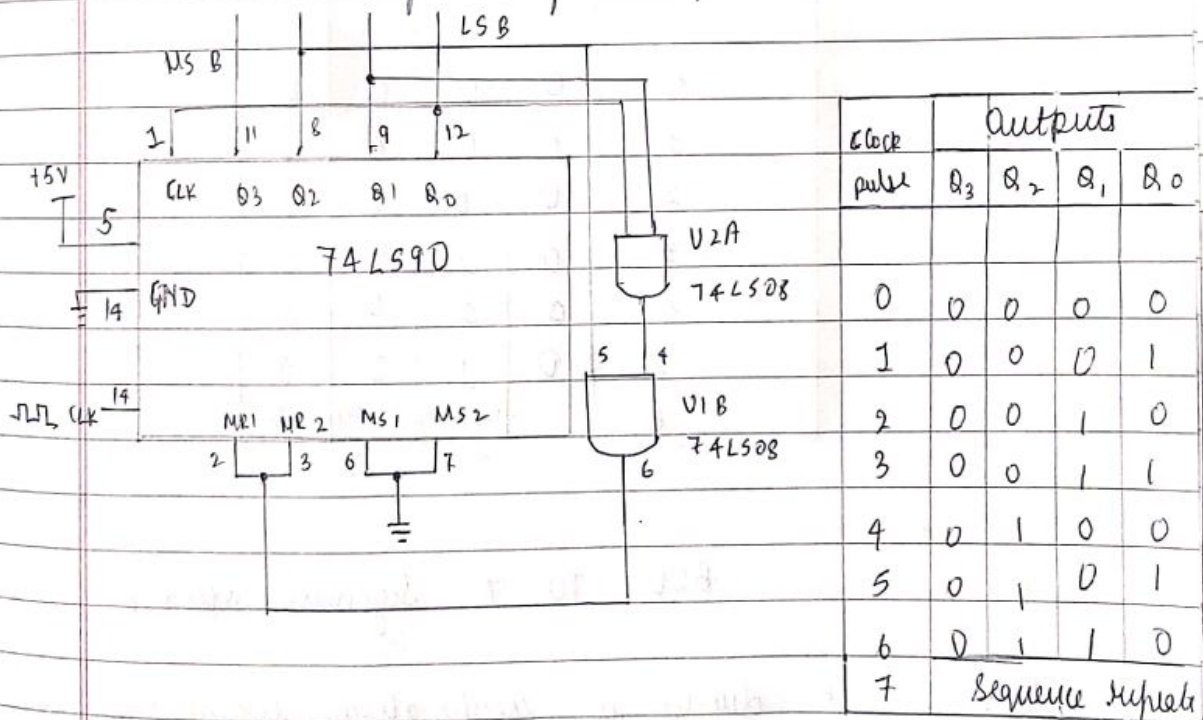 LSB
MSB
1 11 8 9 12
+5V
CLK Q3 Q2 Q1 Q0
5
74LS90
U2A
74LS08
14 GND
5 4
14
CLK
MR1 MR2 MS1 MS2
U1B
74LS08
2 3 6 7
6
Clock pulse
Outputs
Q3 Q2 Q1 Q0
0 0 0 0 0
1 0 0 0 1
2 0 0 1 0
3 0 0 1 1
4 0 1 0 0
5 0 1 0 1
6 0 1 1 0
7 Sequence repeats